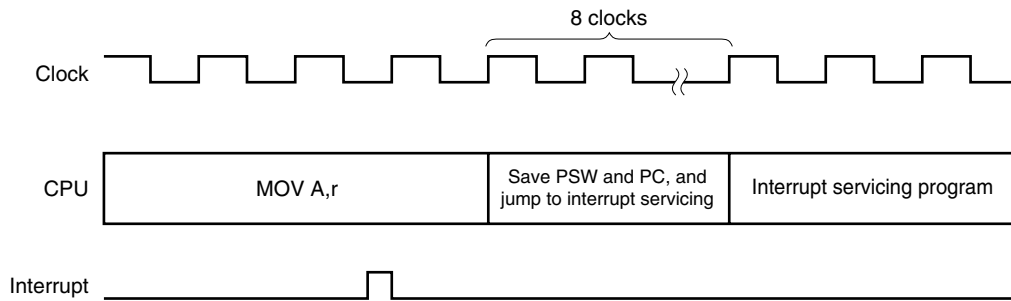 8 clocks
Clock
CPU
MOV A,r
Save PSW and PC, and
jump to interrupt servicing
Interrupt servicing program
Interrupt